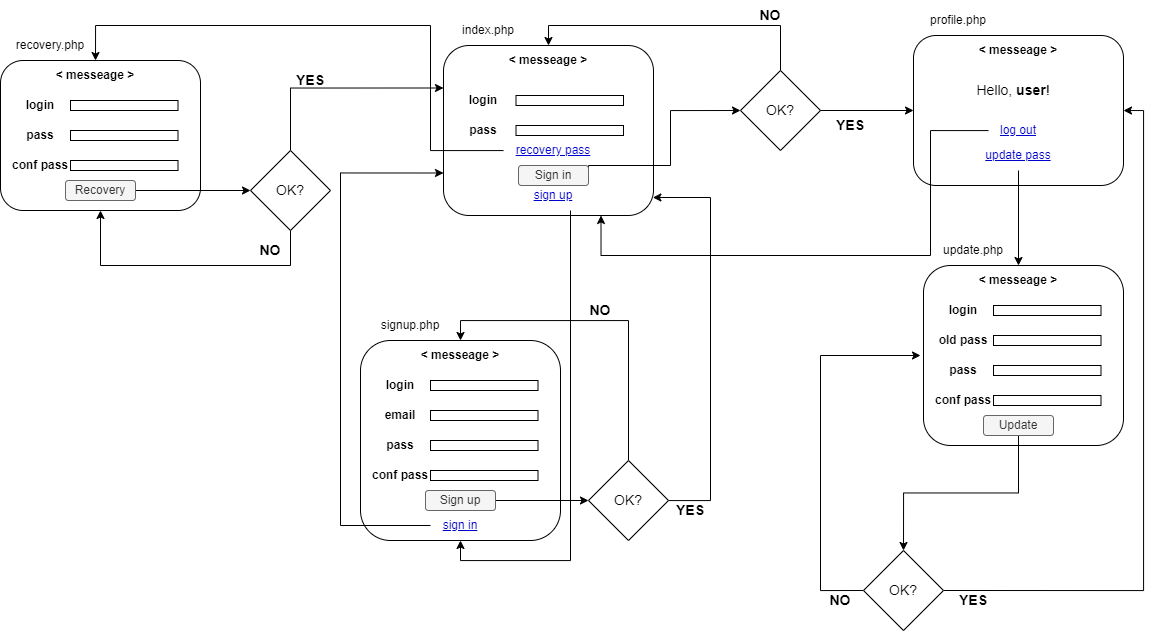 recovery.php
< messeage >
login
pass
conf pass
Recovery
OK?
YES
NO
index.php
< messeage >
login
pass
recovery pass
Sign in
sign up
NO
OK?
YES
profile.php
< messeage >
Hello, user!
log out
update pass
signup.php
< messeage >
login
email
pass
conf pass
Sign up
sign in
NO
OK?
YES
update.php
< messeage >
login
old pass
pass
conf pass
Update
OK?
NO
YES